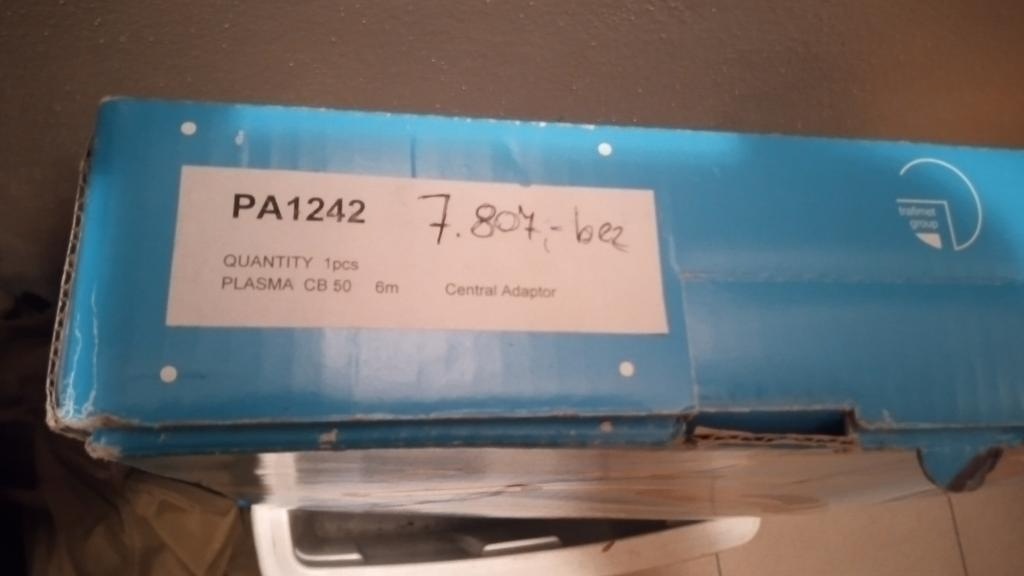 PA1242 7.807,- bez
QUANTITY 1pcs
PLASMA CB 50 6m Central Adaptor
trafimet
group